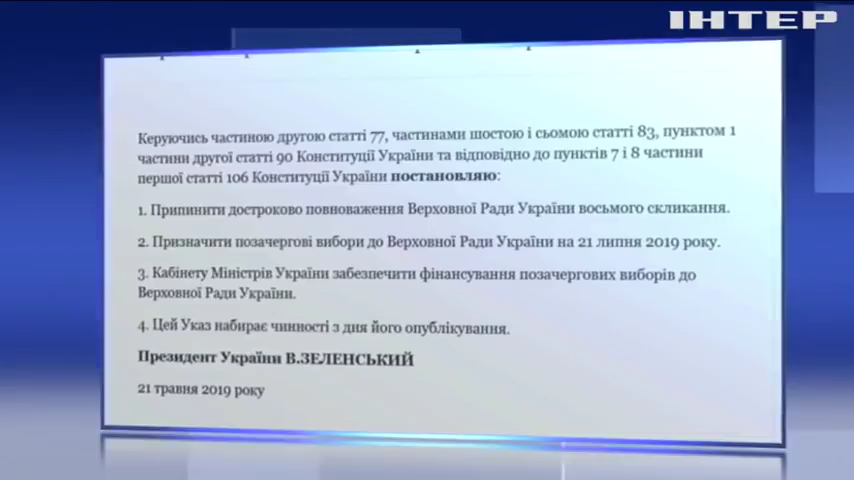 ІНТЕР
Керуючись частиною другою статті 77, частинами шостою і сьомою статті 83, пунктом 1
частини другої статті 90 Конституції України та відповідно до пунктів 7 і 8 частини
першої статті 106 Конституції України постановляю:
1. Припинити достроково повноваження Верховної Ради України восьмого скликання.
2. Призначити позачергові вибори до Верховної Ради України на 21 липня 2019 року.
3. Кабінету Міністрів України забезпечити фінансування позачергових виборів до
Верховної Ради України.
4. Цей Указ набирає чинності з дня його опублікування.
Президент України В.ЗЕЛЕНСЬКИЙ
21 травня 2019 року